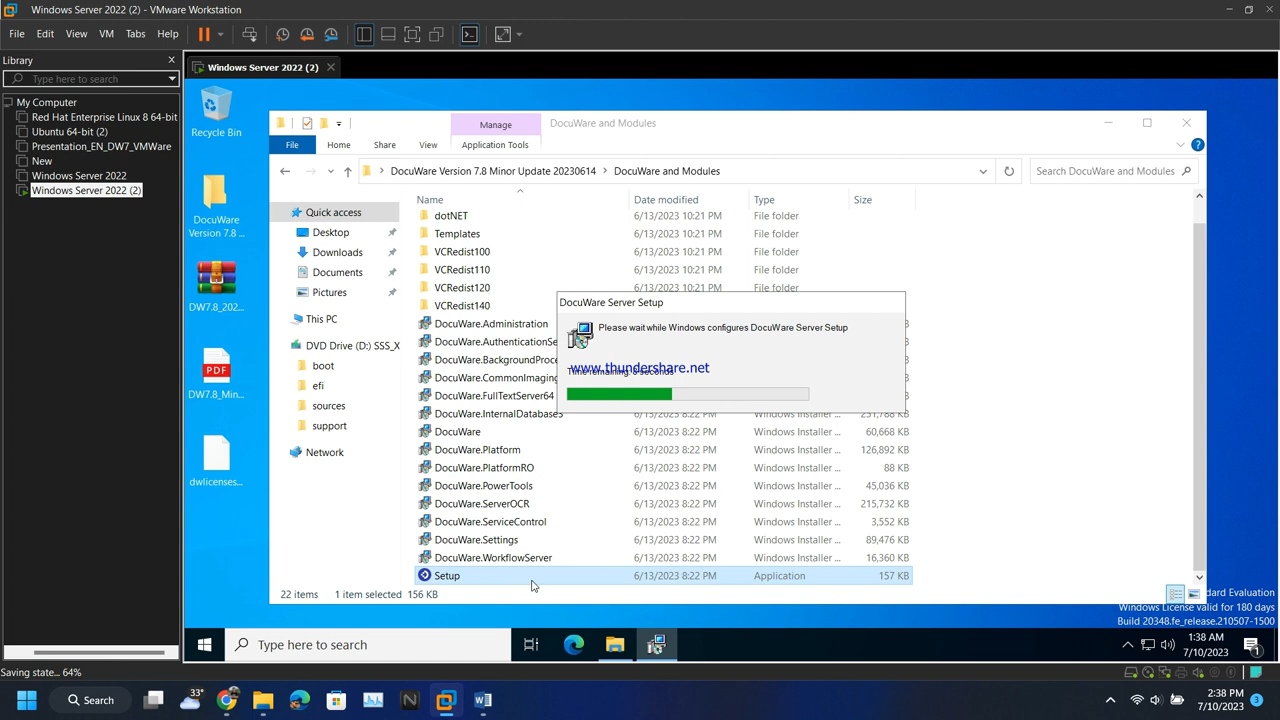 Windows Server 2022 (2) - VMware Workstation
File Edit View VM Tabs Help
Library
Type here to search
My Computer
Red Hat Enterprise Linux 8 64-bit
Ubuntu 64-bit (2)
Presentation_EN_DW7_VMWare
New
Windows Server 2022
Windows Server 2022 (2)
Windows Server 2022 (2)
Recycle Bin
DocuWare
Version 7.8 ...
DW7.8_202...
PDF
DW7.8_Min...
dwlicenses...
Manage
DocuWare and Modules
File Home Share View Application Tools
DocuWare Version 7.8 Minor Update 20230614 DocuWare and Modules
Search DocuWare and Modules
Quick access
Desktop
Downloads
Documents
Pictures
This PC
DVD Drive (D:) SSS_X
boot
efi
sources
support
Network
Name Date modified Type Size
dotNET 6/13/2023 10:21 PM File folder
Templates 6/13/2023 10:21 PM File folder
VCRedist100 6/13/2023 10:21 PM File folder
VCRedist110 6/13/2023 10:21 PM File folder
VCRedist120 6/13/2023 10:21 PM File folder
VCRedist140
DocuWare.Administration
DocuWare.AuthenticationSe
DocuWare.BackgroundProce
DocuWare.CommonImaging
DocuWare.FullTextServer64
DocuWare.InternalDatabase3 6/13/2023 8:22 PM Windows Installer ... 251,788 KB
DocuWare 6/13/2023 8:22 PM Windows Installer ... 60,668 KB
DocuWare.Platform 6/13/2023 8:22 PM Windows Installer ... 126,892 KB
DocuWare.PlatformRO 6/13/2023 8:22 PM Windows Installer ... 88 KB
DocuWare.PowerTools 6/13/2023 8:22 PM Windows Installer ... 45,036 KB
DocuWare.ServerOCR 6/13/2023 8:22 PM Windows Installer ... 215,732 KB
DocuWare.ServiceControl 6/13/2023 8:22 PM Windows Installer ... 3,552 KB
DocuWare.Settings 6/13/2023 8:22 PM Windows Installer ... 89,476 KB
DocuWare.WorkflowServer 6/13/2023 8:22 PM Windows Installer ... 16,360 KB
Setup 6/13/2023 8:22 PM Application 157 KB
22 items 1 item selected 156 KB
DocuWare Server Setup
Please wait while Windows configures DocuWare Server Setup
www.thundershare.net
Time remaining: seconds
dard Evaluation
Windows License valid for 180 days
Build 20348.fe_release.210507-1500
Type here to search
1:38 AM
7/10/2023
1
Saving state... 64%
33°
Search
2:38 PM
7/10/2023
3